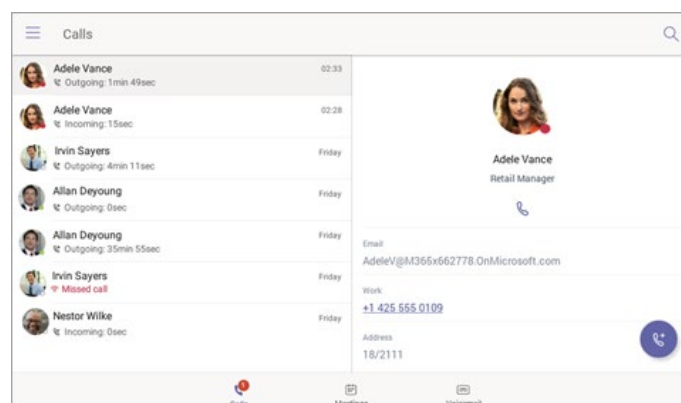 Calls
Adele Vance 02:33
Outgoing: 1min 49sec
Adele Vance 02:28
Incoming: 15sec
Irvin Sayers Friday
Outgoing: 4min 11sec
Allan Deyoung Friday
Outgoing: 0sec
Allan Deyoung Friday
Outgoing: 35min 55sec
Irvin Sayers Friday
Missed call
Nestor Wilke Friday
Incoming: 0sec
Adele Vance
Retail Manager
Email
AdeleV@M365x662778.OnMicrosoft.com
Work
+1 425 555 0109
Address
18/2111
1
Calls Meetings Voicemail